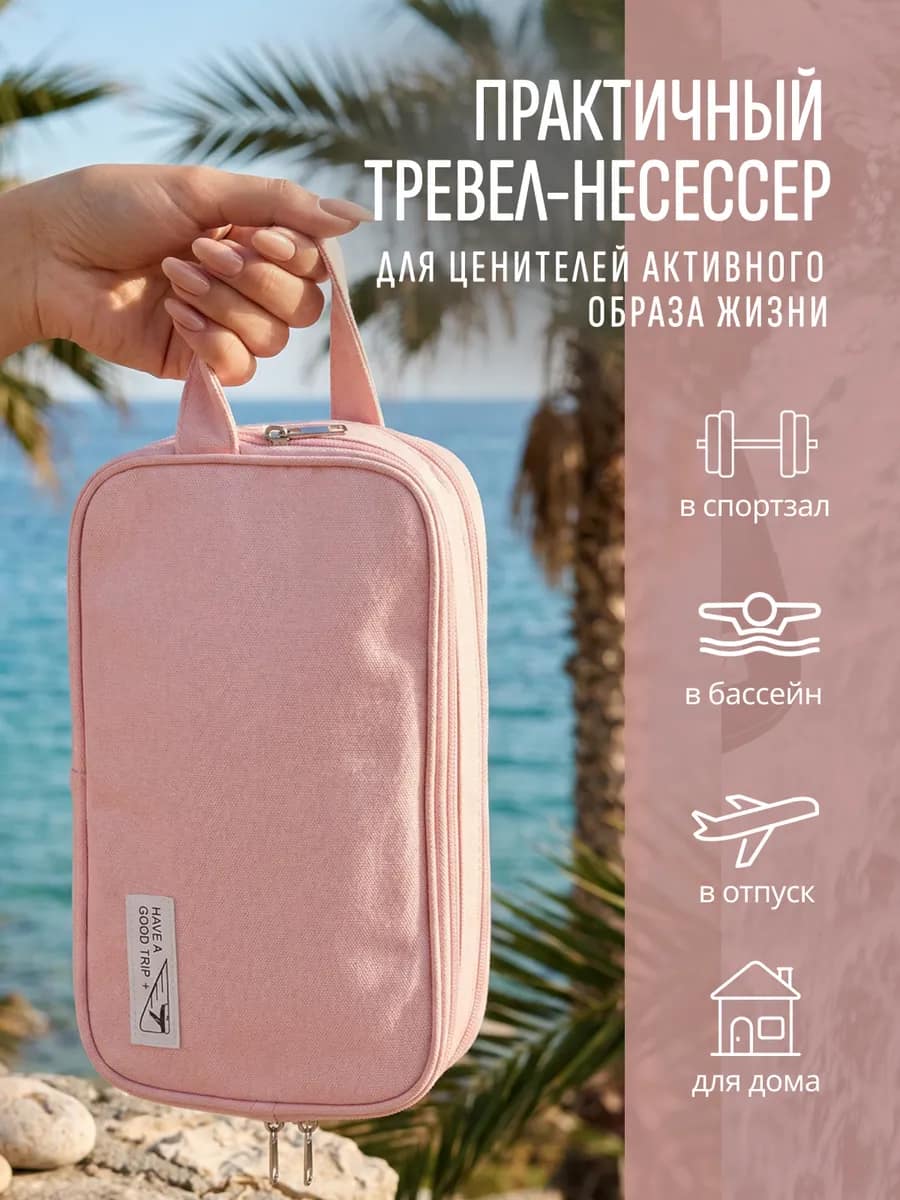 ПРАКТИЧНЫЙ
ТРЕВЕЛ-НЕСЕССЕР
ДЛЯ ЦЕНИТЕЛЕЙ АКТИВНОГО
ОБРАЗА ЖИЗНИ
в спортзал
в бассейн
в отпуск
для дома
HAVE A
GOOD TRIP +